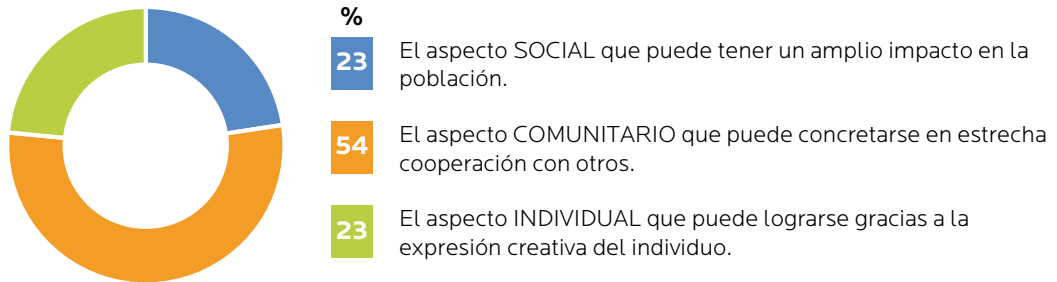 %
23
El aspecto SOCIAL que puede tener un amplio impacto en la
población.
54
El aspecto COMUNITARIO que puede concretarse en estrecha
cooperación con otros.
23
El aspecto INDIVIDUAL que puede lograrse gracias a la
expresión creativa del individuo.